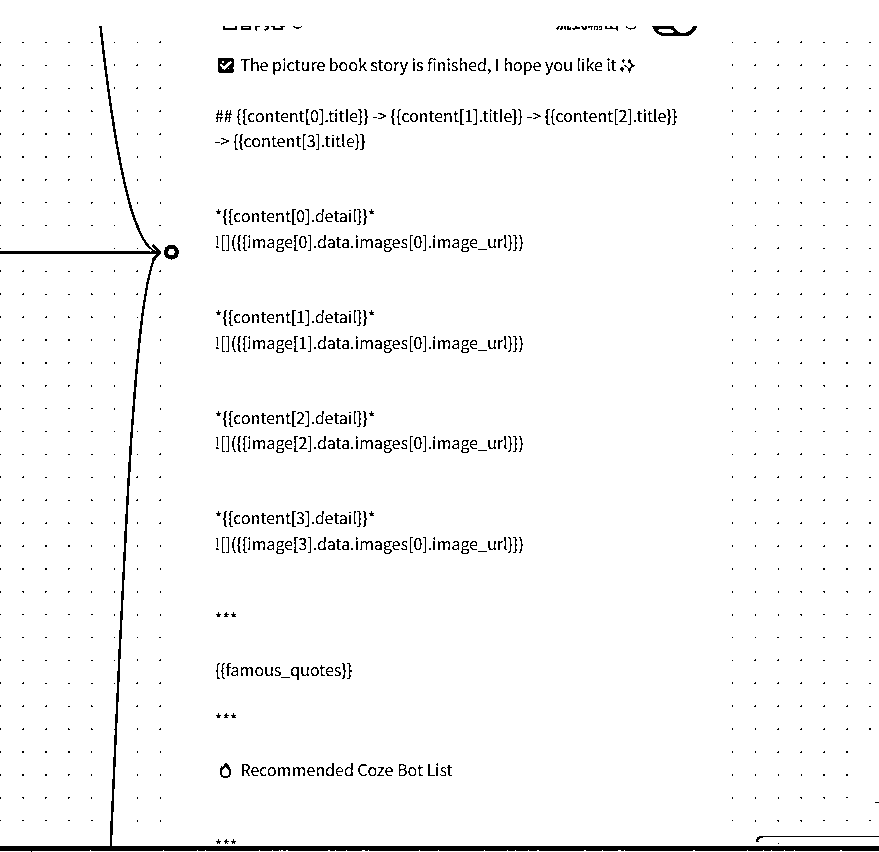 ☑ The picture book story is finished, I hope you like it ✨
## {{content[0].title}} -> {{content[1].title}} -> {{content[2].title}}
-> {{content[3].title}}
*{{content[0].detail}}*
![]({{image[0].data.images[0].image_url}})
*{{content[1].detail}}*
![]({{image[1].data.images[0].image_url}})
*{{content[2].detail}}*
![]({{image[2].data.images[0].image_url}})
*{{content[3].detail}}*
![]({{image[3].data.images[0].image_url}})
***
{{famous_quotes}}
***
🔥 Recommended Coze Bot List
***